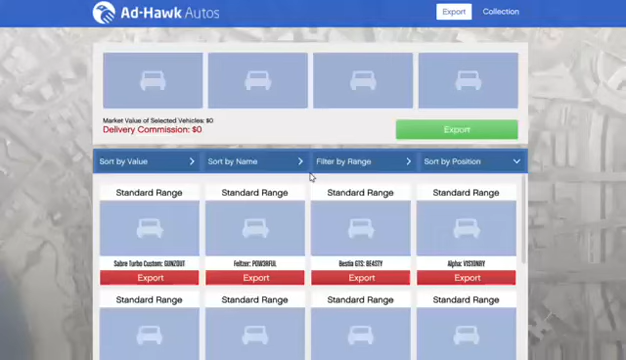 Ad-Hawk Autos
Export
Collection
Market Value of Selected Vehicles: $0
Delivery Commission: $0
Export
Sort by Value
Sort by Name
Filter by Range
Sort by Position
Standard Range
Standard Range
Standard Range
Standard Range
Sabre Turbo Custom: GUNZOUT
Feltzer: POW3RFUL
Bestia GTS: BE4STY
Alpha: V1S1ONRY
Export
Export
Export
Export
Standard Range
Standard Range
Standard Range
Standard Range